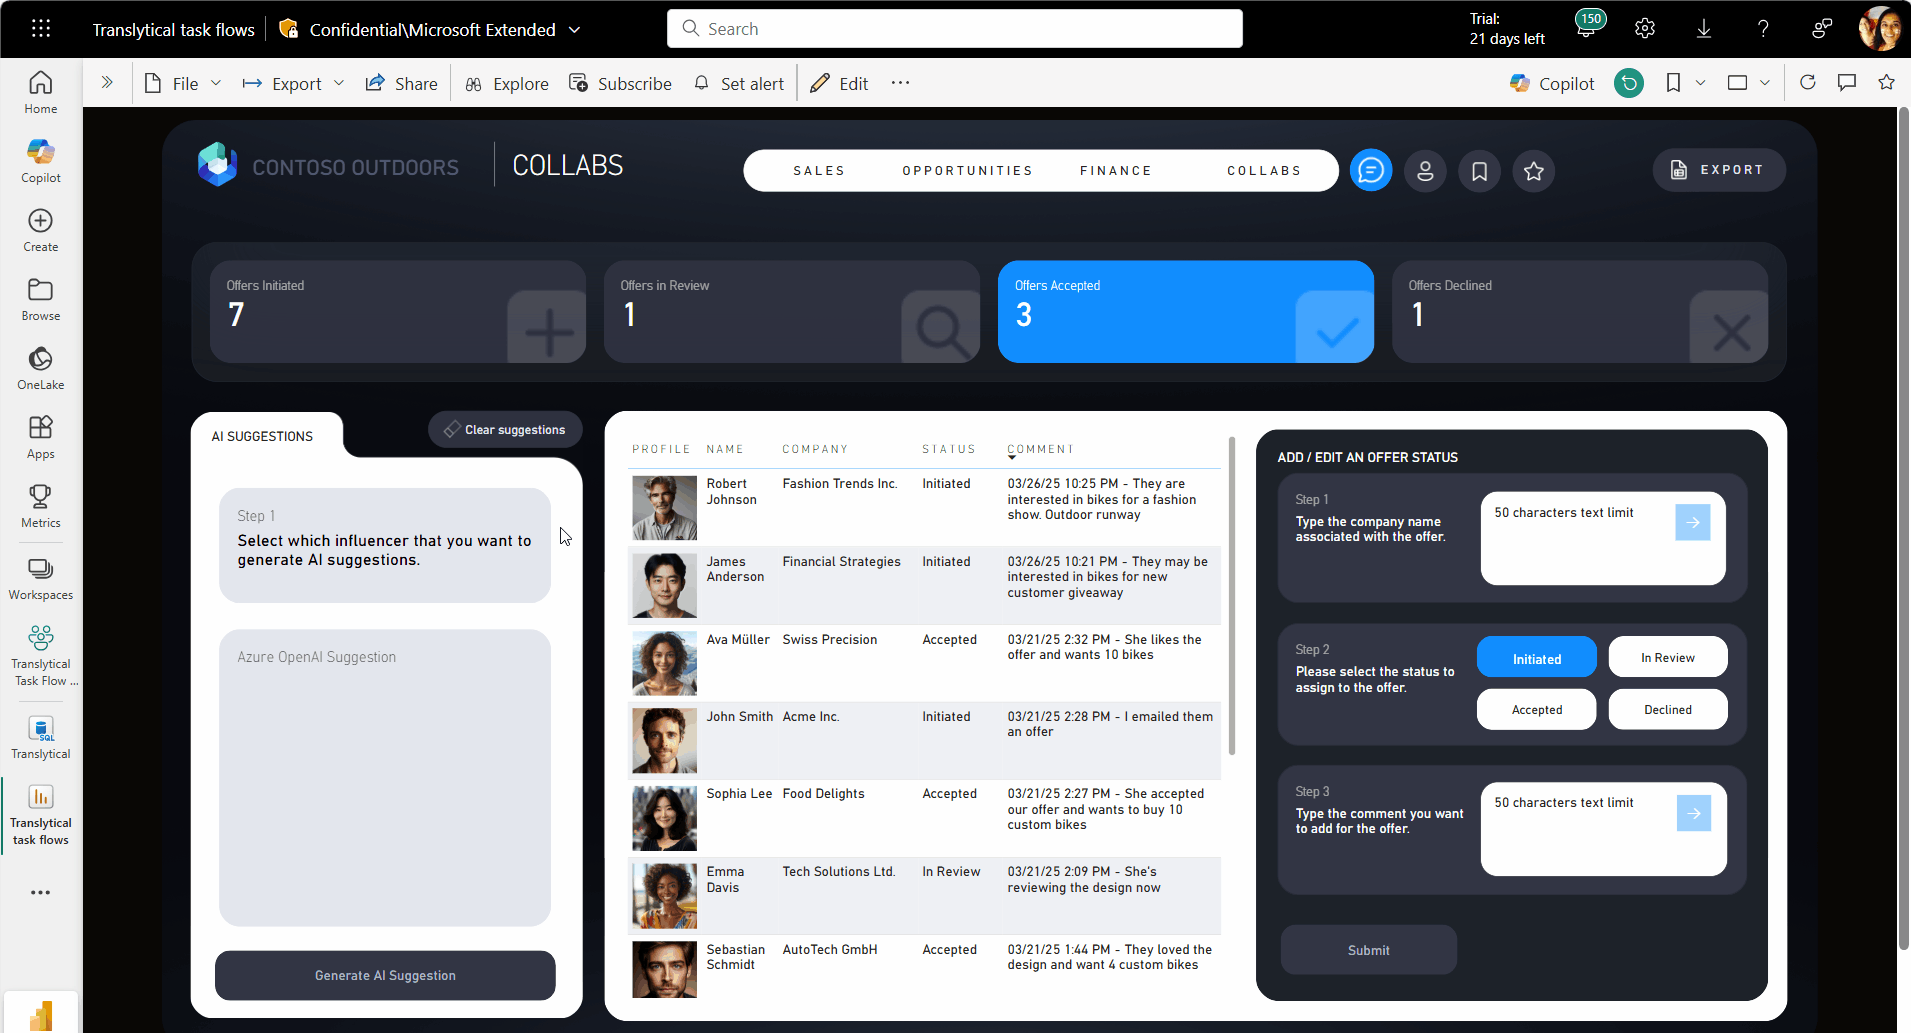 Translytical task flows
Confidential\Microsoft Extended
Search
Trial:
21 days left
150
File
Export
Share
Explore
Subscribe
Set alert
Edit
Copilot
Home
Copilot
Create
Browse
OneLake
Apps
Metrics
Workspaces
Translytical
Task Flow ...
SQL
Translytical
Translytical
task flows
CONTOSO OUTDOORS
COLLABS
SALES
OPPORTUNITIES
FINANCE
COLLABS
EXPORT
Offers Initiated
7
Offers in Review
1
Offers Accepted
3
Offers Declined
1
AI SUGGESTIONS
Clear suggestions
Step 1
Select which influencer that you want to
generate AI suggestions.
Azure OpenAI Suggestion
Generate AI Suggestion
PROFILE NAME COMPANY STATUS COMMENT
Robert Johnson Fashion Trends Inc. Initiated 03/26/25 10:25 PM - They are
interested in bikes for a fashion
show. Outdoor runway
James Anderson Financial Strategies Initiated 03/26/25 10:21 PM - They may be
interested in bikes for new
customer giveaway
Ava Müller Swiss Precision Accepted 03/21/25 2:32 PM - She likes the
offer and wants 10 bikes
John Smith Acme Inc. Initiated 03/21/25 2:28 PM - I emailed them
an offer
Sophia Lee Food Delights Accepted 03/21/25 2:27 PM - She accepted
our offer and wants to buy 10
custom bikes
Emma Davis Tech Solutions Ltd. In Review 03/21/25 2:09 PM - She's
reviewing the design now
Sebastian Schmidt AutoTech GmbH Accepted 03/21/25 1:44 PM - They loved the
design and want 4 custom bikes
ADD / EDIT AN OFFER STATUS
Step 1
Type the company name
associated with the offer.
50 characters text limit
Step 2
Please select the status to
assign to the offer.
Initiated
In Review
Accepted
Declined
Step 3
Type the comment you want
to add for the offer.
50 characters text limit
Submit